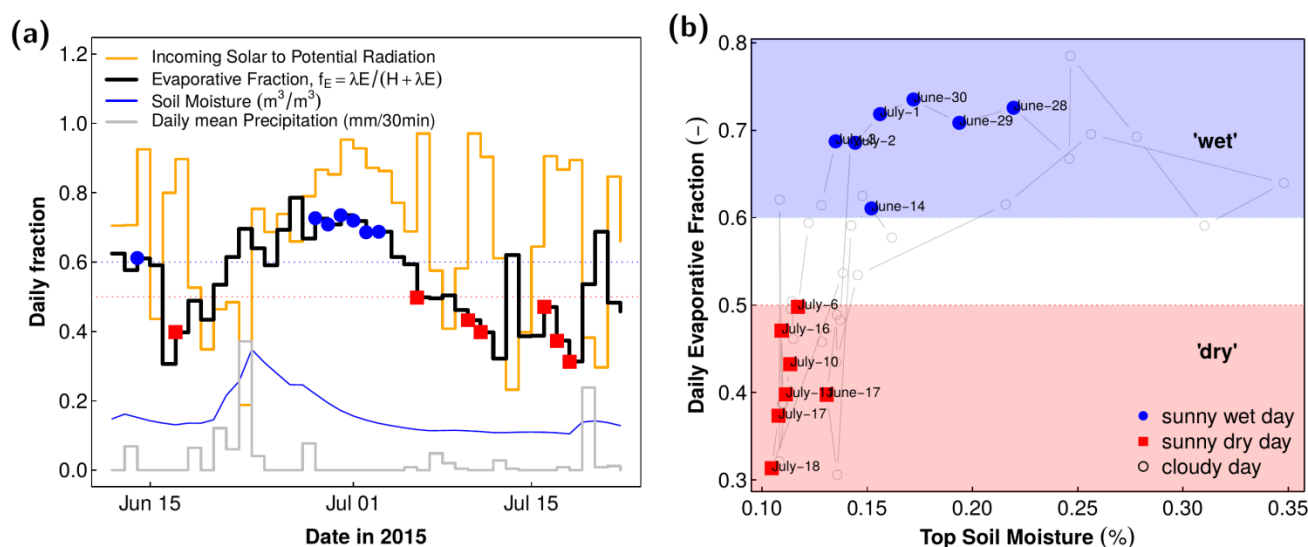 (a)
1.2
1.0
0.8
0.6
0.4
0.2
0.0
Daily fraction
Incoming Solar to Potential Radiation
Evaporative Fraction, f_E = λE/(H + λE)
Soil Moisture (m³/m³)
Daily mean Precipitation (mm/30min)
Jun 15
Jul 01
Jul 15
Date in 2015
(b)
0.8
0.7
0.6
0.5
0.4
0.3
Daily Evaporative Fraction (−)
June−30
July−1
June−28
June−29
July−2
June−14
'wet'
July−6
July−16
July−10
June−17
July−17
July−18
'dry'
sunny wet day
sunny dry day
cloudy day
0.10
0.15
0.20
0.25
0.30
0.35
Top Soil Moisture (%)